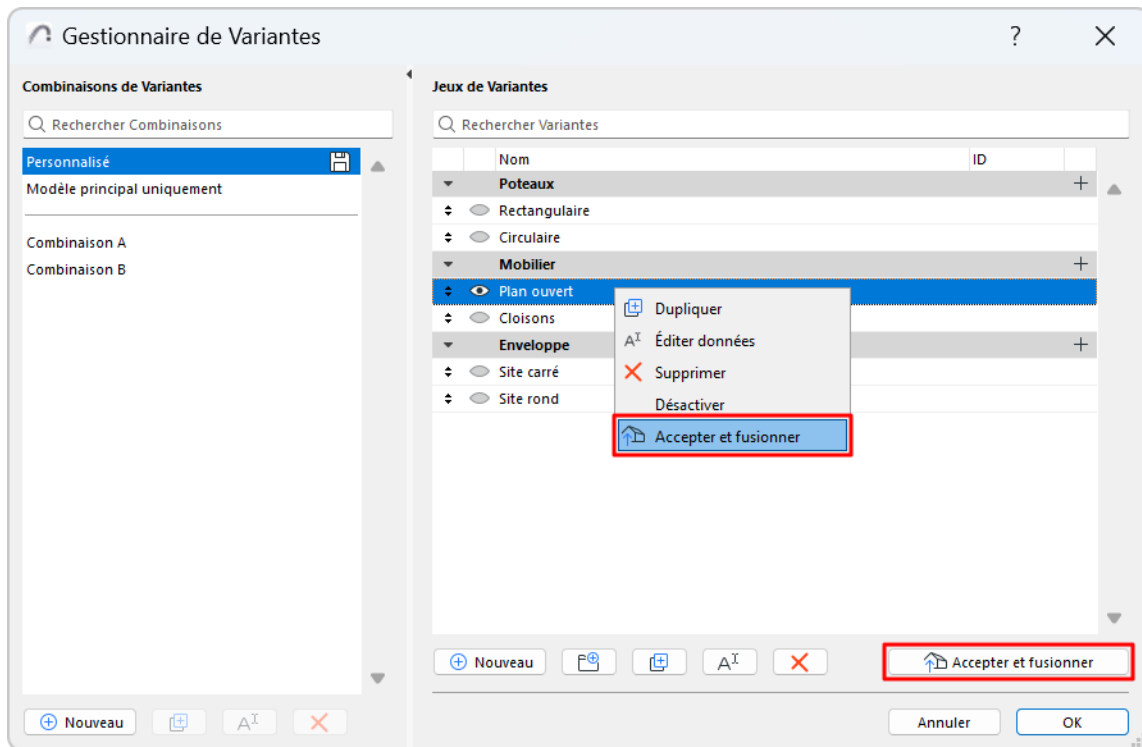 Gestionnaire de Variantes
?
Combinaisons de Variantes
Rechercher Combinaisons
Personnalisé
Modèle principal uniquement
Combinaison A
Combinaison B
Nouveau
Jeux de Variantes
Rechercher Variantes
Nom ID
Poteaux
Rectangulaire
Circulaire
Mobilier
Plan ouvert
Cloisons
Enveloppe
Site carré
Site rond
Dupliquer
Éditer données
Supprimer
Désactiver
Accepter et fusionner
Nouveau
Accepter et fusionner
Annuler OK